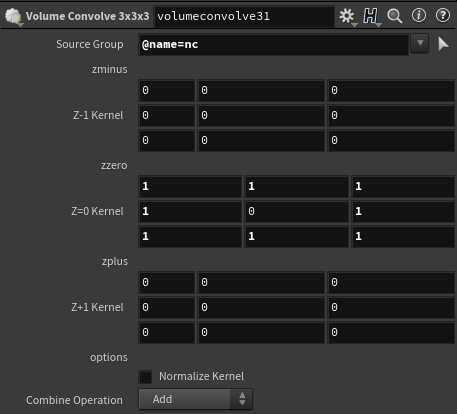 Volume Convolve 3x3x3 volumeconvolve31
Source Group @name=nc
zminus
0 0 0
Z-1 Kernel 0 0 0
0 0 0
zzero
1 1 1
Z=0 Kernel 1 0 1
1 1 1
zplus
0 0 0
Z+1 Kernel 0 0 0
0 0 0
options
Normalize Kernel
Combine Operation Add